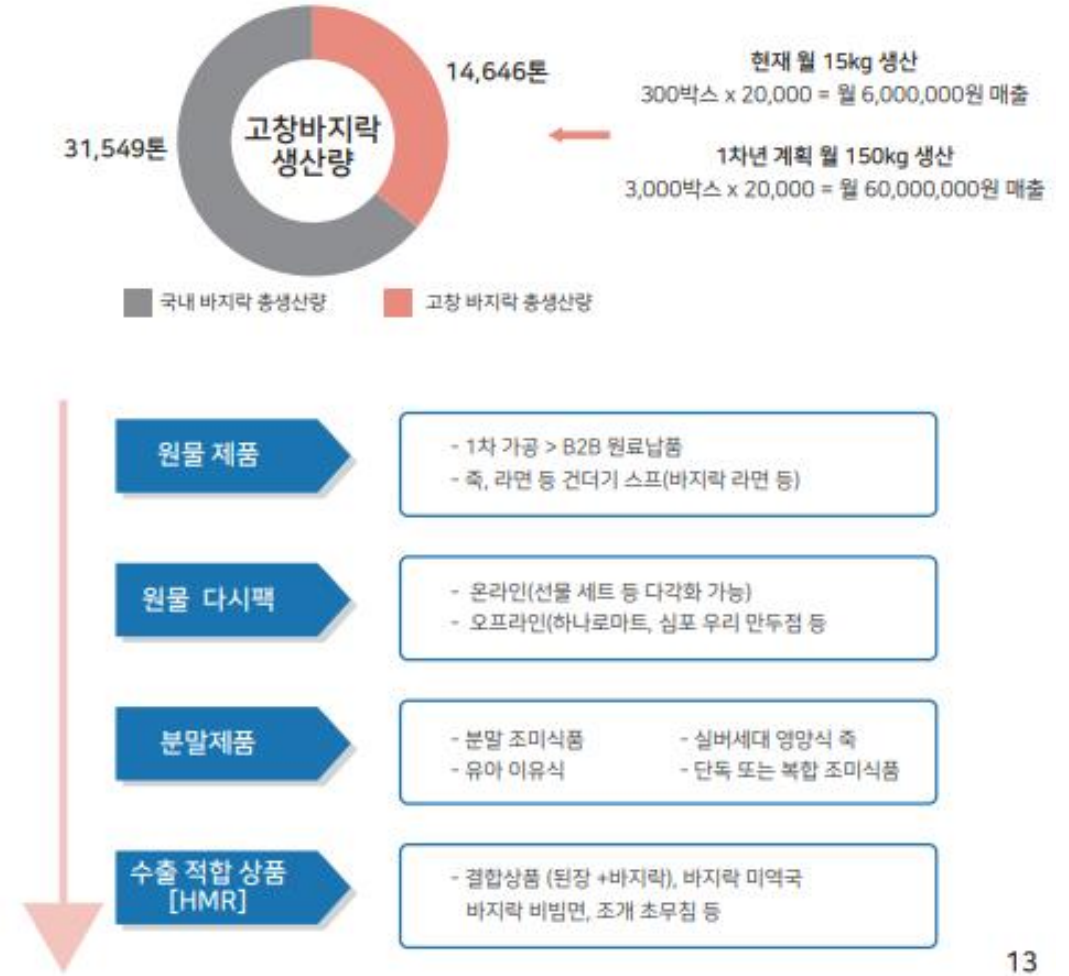 14,646톤
31,549톤
고창바지락
생산량
현재 월 15kg 생산
300박스 x 20,000 = 월 6,000,000원 매출
1차년 계획 월 150kg 생산
3,000박스 x 20,000 = 월 60,000,000원 매출
국내 바지락 총생산량
고창 바지락 총생산량
원물 제품
- 1차 가공 > B2B 원료납품
- 죽, 라면 등 건더기 스프(바지락 라면 등)
원물 다시팩
- 온라인(선물 세트 등 다각화 가능)
- 오프라인(하나로마트, 심포 우리 만두점 등
분말제품
- 분말 조미식품
- 유아 이유식
- 실버세대 영양식 죽
- 단독 또는 복합 조미식품
수출 적합 상품
[HMR]
- 결합상품 (된장 +바지락), 바지락 미역국
바지락 비빔면, 조개 초무침 등
13